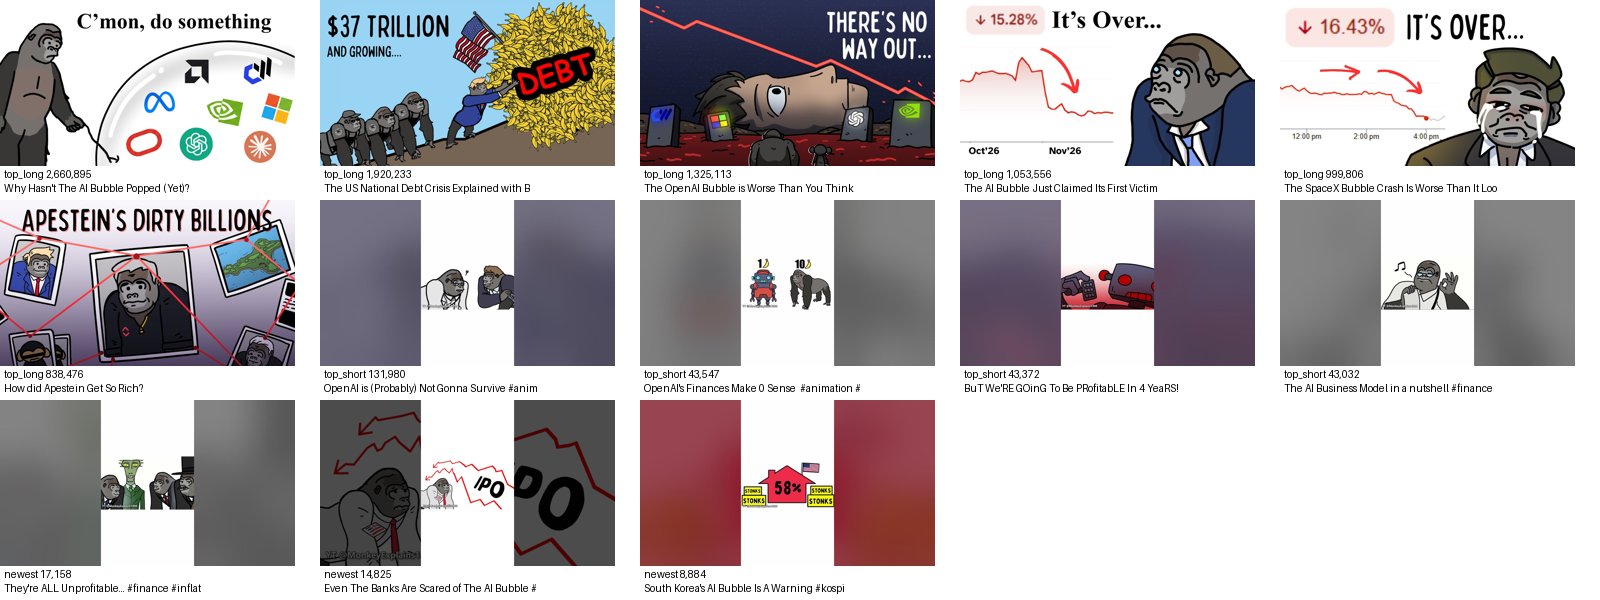 C'mon, do something
top_long 2,660,895
Why Hasn't The AI Bubble Popped (Yet)?
$37 TRILLION
AND GROWING....
DEBT
top_long 1,920,233
The US National Debt Crisis Explained with B
THERE'S NO
WAY OUT...
top_long 1,325,113
The OpenAI Bubble is Worse Than You Think
↓ 15.28%
It's Over...
Oct'26
Nov'26
top_long 1,053,556
The AI Bubble Just Claimed Its First Victim
↓ 16.43%
IT'S OVER...
12:00 pm
2:00 pm
4:00 pm
top_long 999,806
The SpaceX Bubble Crash Is Worse Than It Loo
APESTEIN'S DIRTY BILLIONS
top_long 838,476
How did Apestein Get So Rich?
top_short 131,980
OpenAI is (Probably) Not Gonna Survive #anim
1
10
top_short 43,547
OpenAI's Finances Make 0 Sense #animation #
top_short 43,372
BuT We'RE GOinG To Be PRofitabLE In 4 YeaRS!
top_short 43,032
The AI Business Model in a nutshell #finance
newest 17,158
They're ALL Unprofitable... #finance #inflat
IPO
PO
newest 14,825
Even The Banks Are Scared of The AI Bubble #
58%
STONKS
STONKS
STONKS
STONKS
newest 8,884
South Korea's AI Bubble Is A Warning #kospi